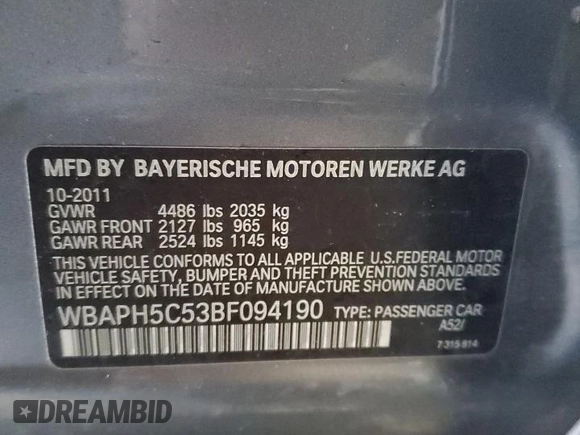 MFD BY BAYERISCHE MOTOREN WERKE AG
10-2011
GVWR 4486 lbs 2035 kg
GAWR FRONT 2127 lbs 965 kg
GAWR REAR 2524 lbs 1145 kg
THIS VEHICLE CONFORMS TO ALL APPLICABLE U.S.FEDERAL MOTOR
VEHICLE SAFETY, BUMPER AND THEFT PREVENTION STANDARDS
IN EFFECT ON THE DATE OF MANUFACTURE SHOWN ABOVE.
WBAPH5C53BF094190 TYPE: PASSENGER CAR
A52/
7 315 814
DREAMBID